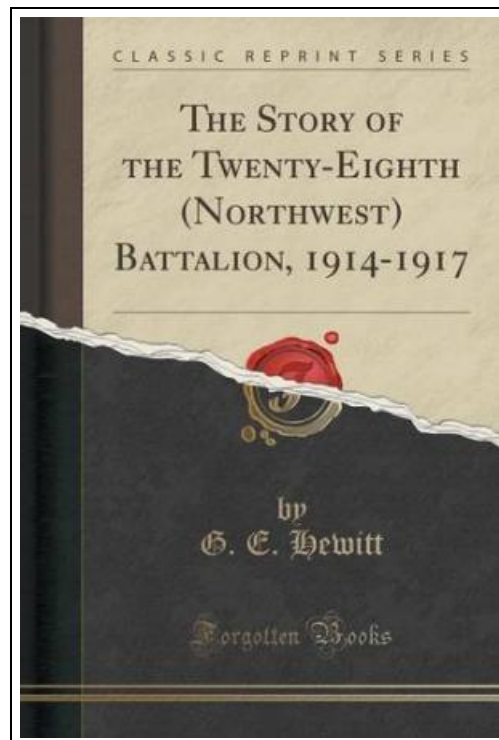 CLASSIC REPRINT SERIES
THE STORY OF
THE TWENTY-EIGHTH
(NORTHWEST)
BATTALION, 1914-1917
F
by
G. E. Hewitt
Forgotten Books